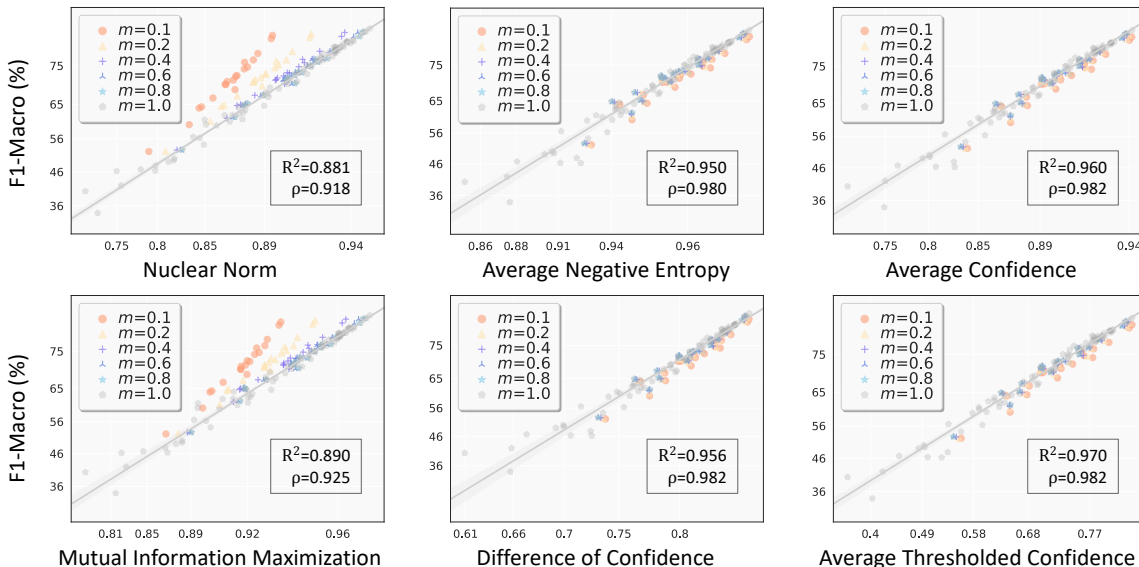 F1-Macro (%)
75
65
56
46
36
m=0.1
m=0.2
m=0.4
m=0.6
m=0.8
m=1.0
R²=0.881
ρ=0.918
0.75 0.8 0.85 0.89 0.94
Nuclear Norm
75
65
56
46
36
m=0.1
m=0.2
m=0.4
m=0.6
m=0.8
m=1.0
R²=0.950
ρ=0.980
0.86 0.88 0.91 0.94 0.96
Average Negative Entropy
75
65
56
46
36
m=0.1
m=0.2
m=0.4
m=0.6
m=0.8
m=1.0
R²=0.960
ρ=0.982
0.75 0.8 0.85 0.89 0.94
Average Confidence
F1-Macro (%)
75
65
56
46
36
m=0.1
m=0.2
m=0.4
m=0.6
m=0.8
m=1.0
R²=0.890
ρ=0.925
0.81 0.85 0.89 0.92 0.96
Mutual Information Maximization
75
65
56
46
36
m=0.1
m=0.2
m=0.4
m=0.6
m=0.8
m=1.0
R²=0.956
ρ=0.982
0.61 0.66 0.7 0.75 0.8
Difference of Confidence
75
65
56
46
36
m=0.1
m=0.2
m=0.4
m=0.6
m=0.8
m=1.0
R²=0.970
ρ=0.982
0.4 0.49 0.58 0.68 0.77
Average Thresholded Confidence